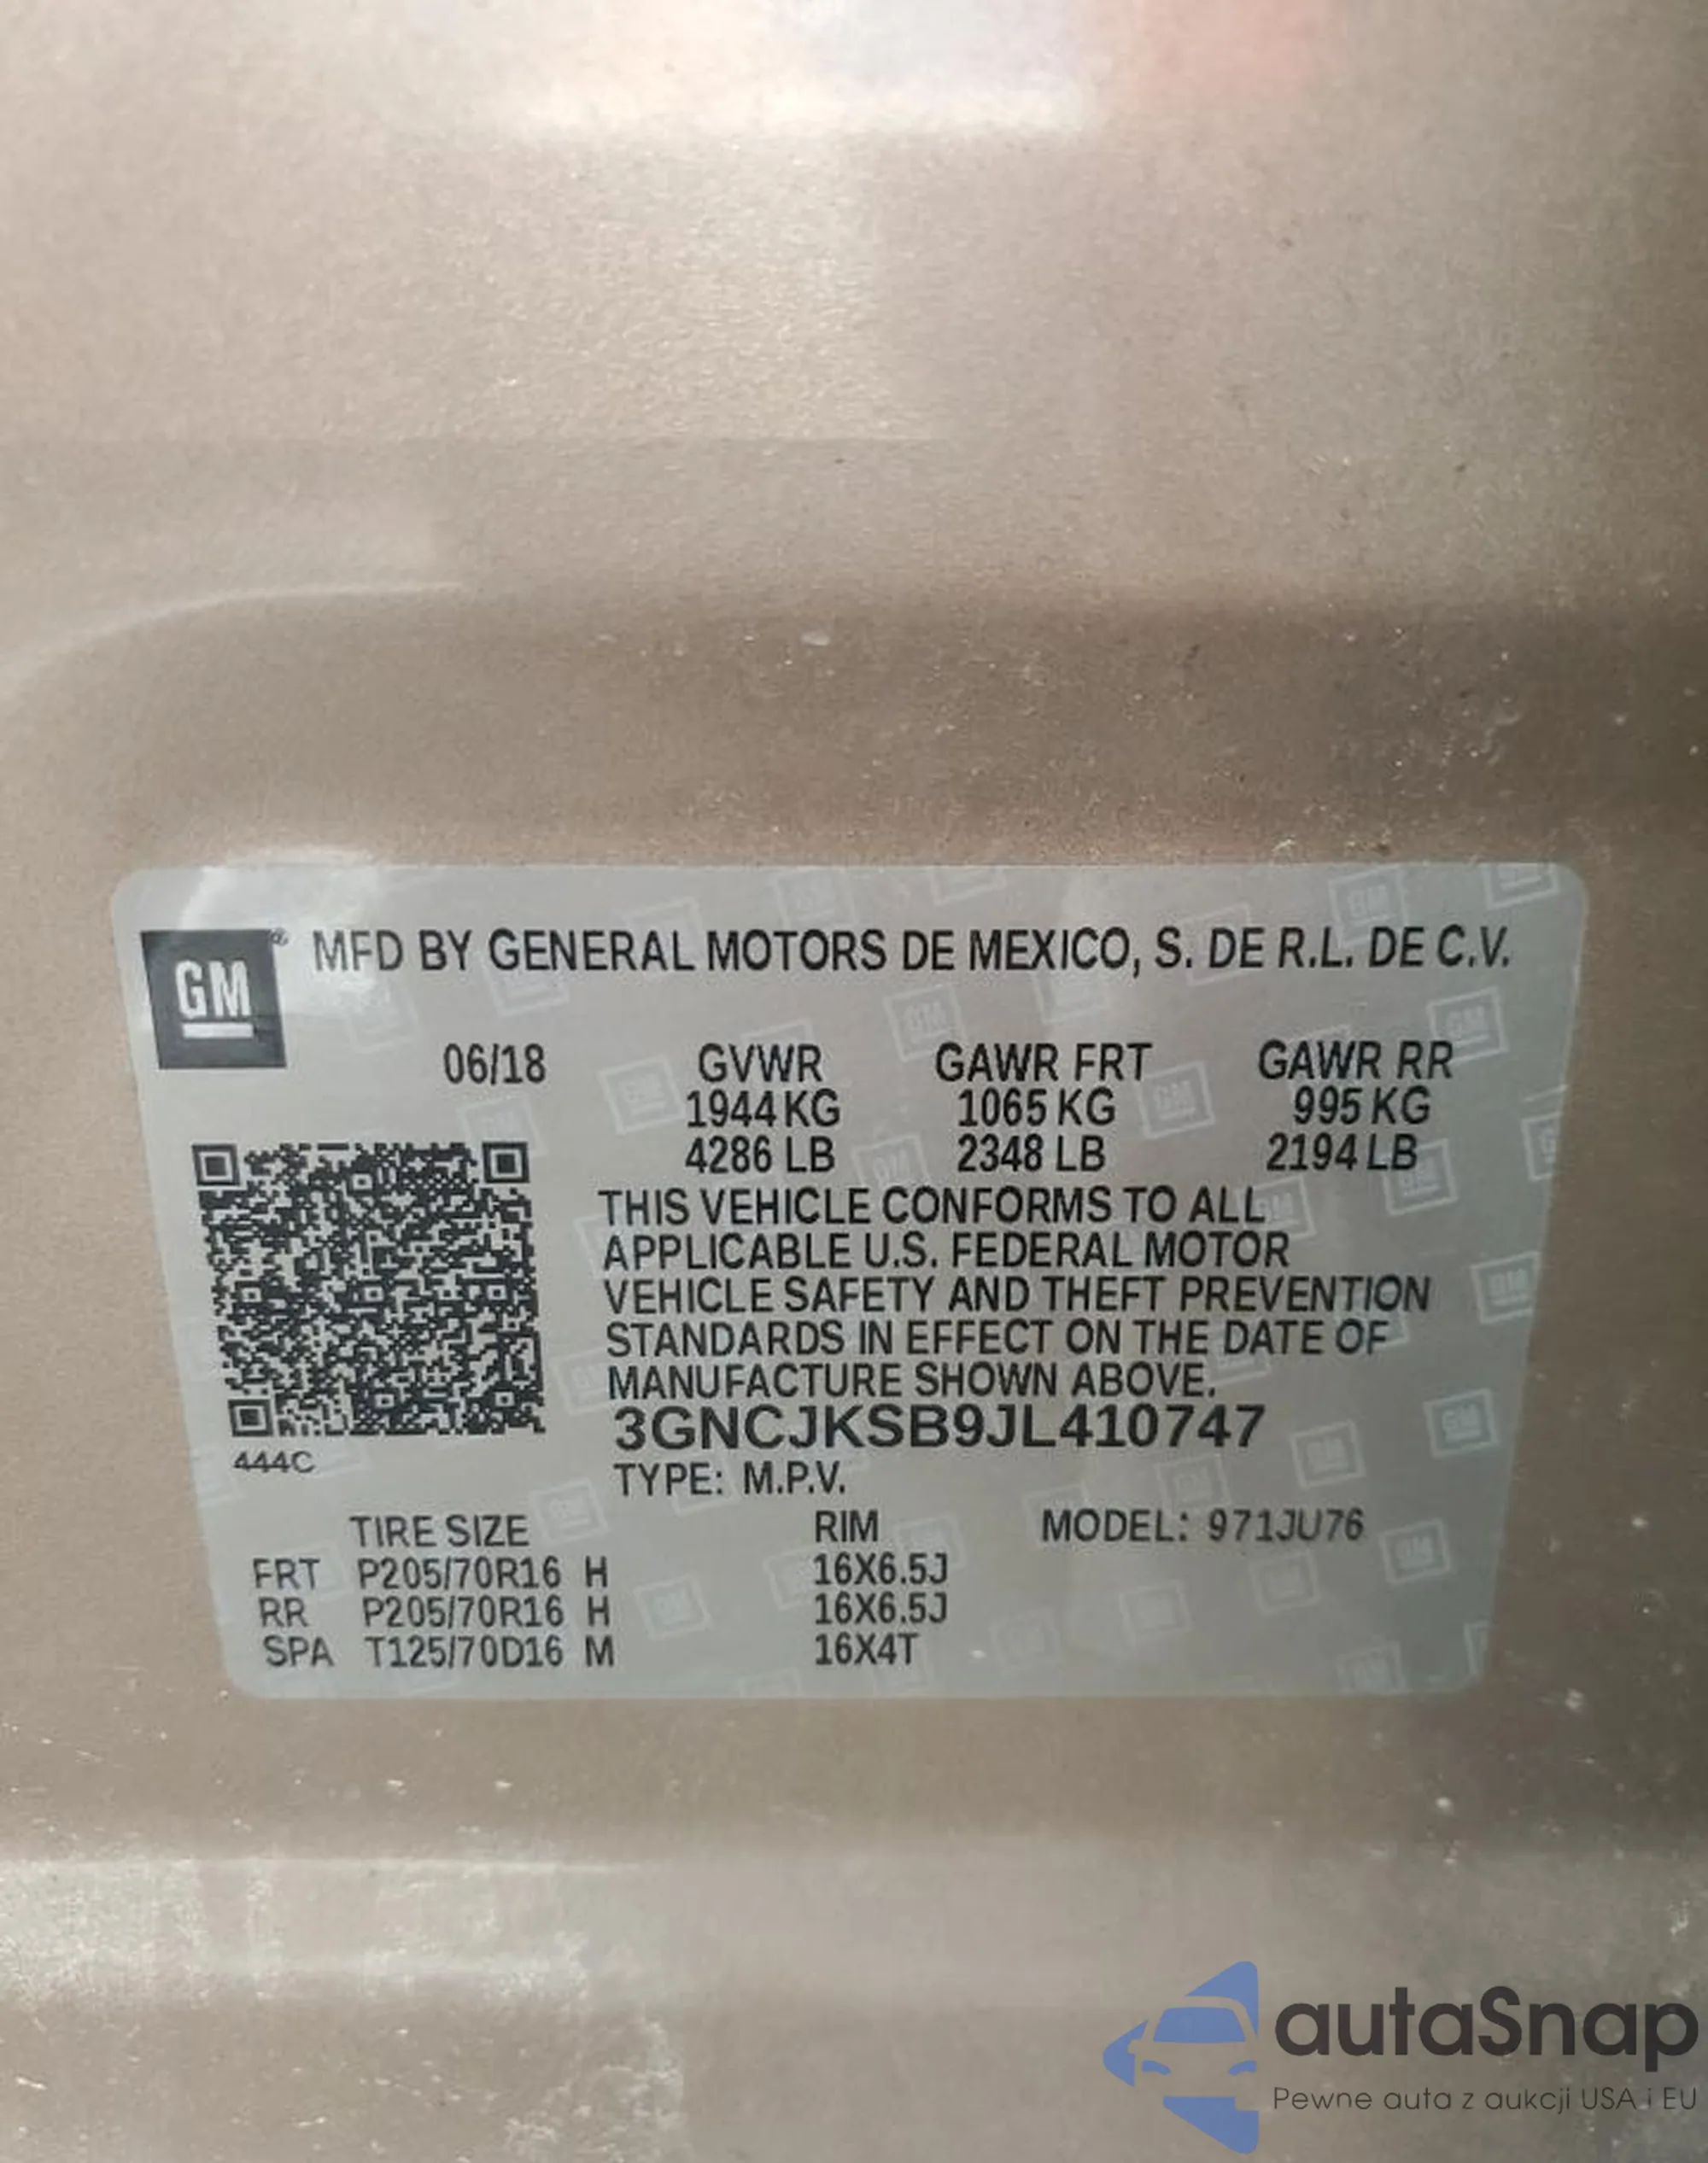 GM® MFD BY GENERAL MOTORS DE MEXICO, S. DE R.L. DE C.V.
06/18 GVWR GAWR FRT GAWR RR
1944 KG 1065 KG 995 KG
4286 LB 2348 LB 2194 LB
THIS VEHICLE CONFORMS TO ALL
APPLICABLE U.S. FEDERAL MOTOR
VEHICLE SAFETY AND THEFT PREVENTION
STANDARDS IN EFFECT ON THE DATE OF
MANUFACTURE SHOWN ABOVE.
3GNCJKSB9JL410747
444C
TYPE: M.P.V.
TIRE SIZE RIM MODEL: 971JU76
FRT P205/70R16 H 16X6.5J
RR P205/70R16 H 16X6.5J
SPA T125/70D16 M 16X4T
autaSnap
Pewne auta z aukcji USA i EU